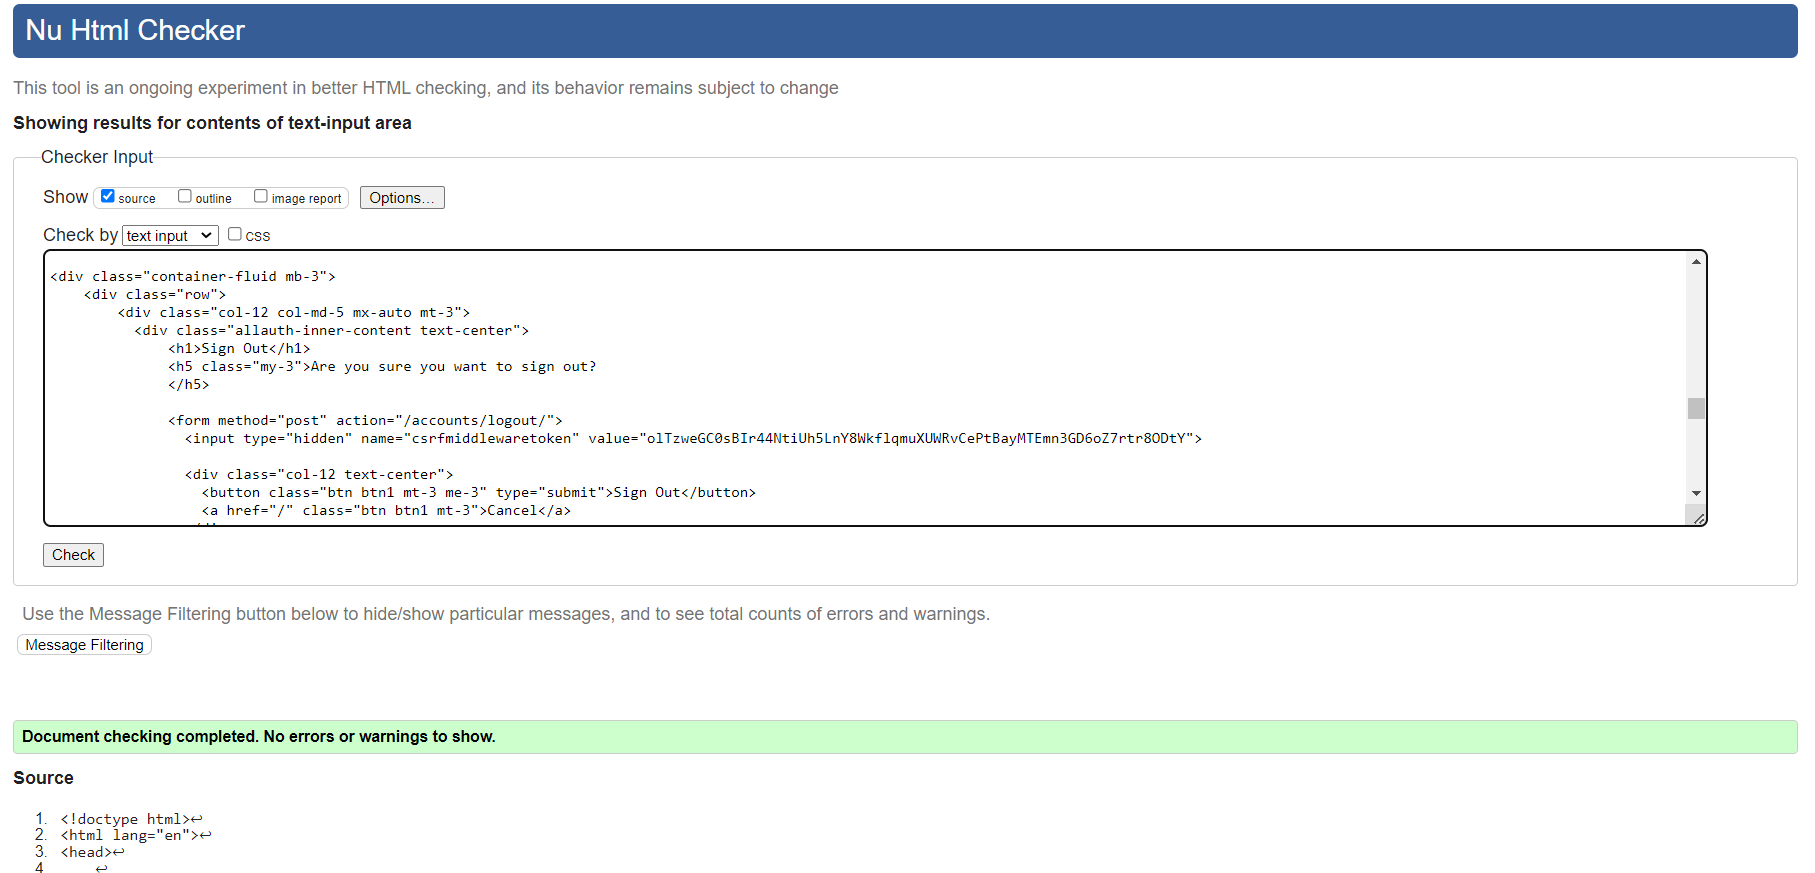 Nu Html Checker
This tool is an ongoing experiment in better HTML checking, and its behavior remains subject to change
Showing results for contents of text-input area
Checker Input
Show source outline image report Options...
Check by text input css
<div class="container-fluid mb-3">
<div class="row">
<div class="col-12 col-md-5 mx-auto mt-3">
<div class="allauth-inner-content text-center">
<h1>Sign Out</h1>
<h5 class="my-3">Are you sure you want to sign out?
</h5>
<form method="post" action="/accounts/logout/">
<input type="hidden" name="csrfmiddlewaretoken" value="olTzweGC0sBIr44NtiUh5LnY8WkflqmuXUWRvCePtBayMTEmn3GD6oZ7rtr8ODtY">
<div class="col-12 text-center">
<button class="btn btn1 mt-3 me-3" type="submit">Sign Out</button>
<a href="/" class="btn btn1 mt-3">Cancel</a>
Check
Use the Message Filtering button below to hide/show particular messages, and to see total counts of errors and warnings.
Message Filtering
Document checking completed. No errors or warnings to show.
Source
1. <!doctype html>↩
2. <html lang="en">↩
3. <head>↩
4 ↩